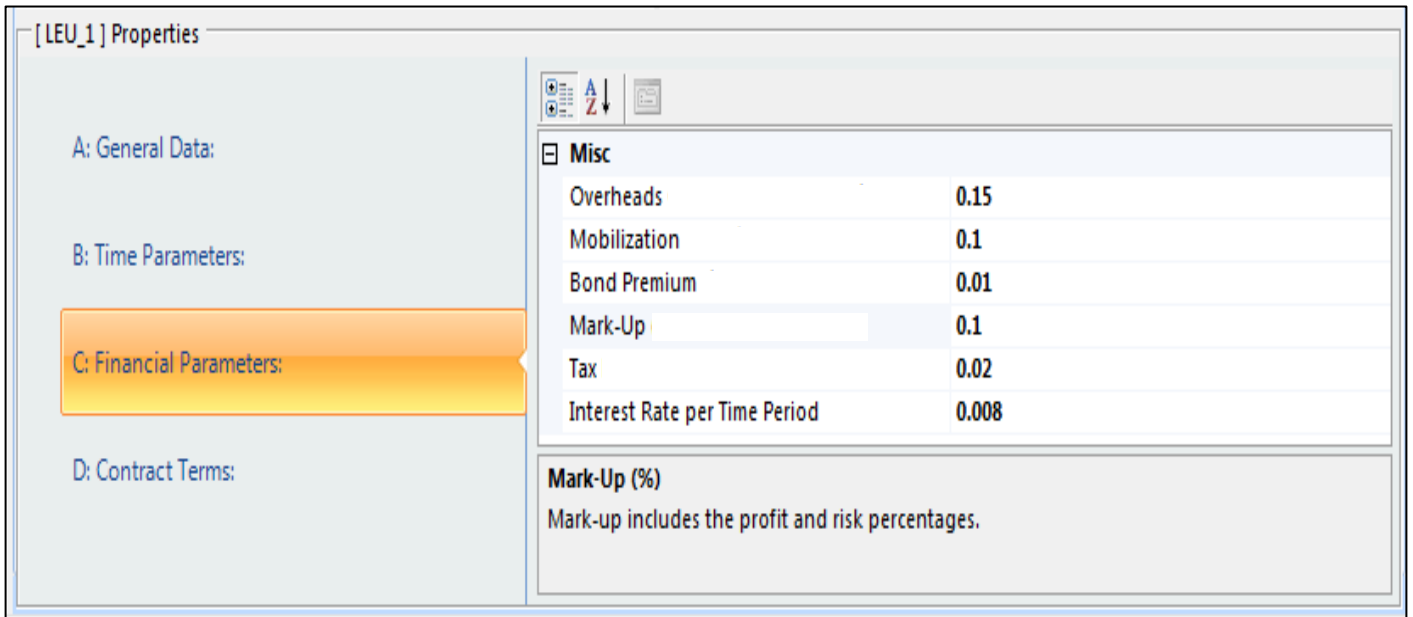 [ LEU_1 ] Properties
A: General Data:
B: Time Parameters:
C: Financial Parameters:
D: Contract Terms:
A
Z
Misc
Overheads 0.15
Mobilization 0.1
Bond Premium 0.01
Mark-Up 0.1
Tax 0.02
Interest Rate per Time Period 0.008
Mark-Up (%)
Mark-up includes the profit and risk percentages.